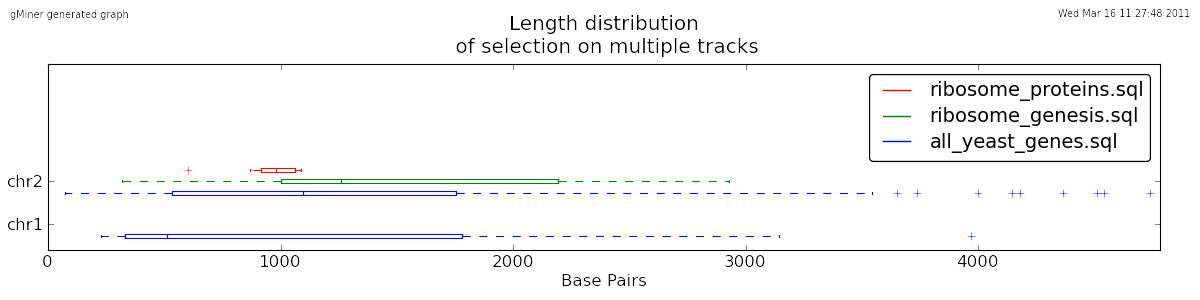 gMiner generated graph
Wed Mar 16 11:27:48 2011
Length distribution
of selection on multiple tracks
ribosome_proteins.sql
ribosome_genesis.sql
all_yeast_genes.sql
chr2
chr1
0 1000 2000 3000 4000
Base Pairs